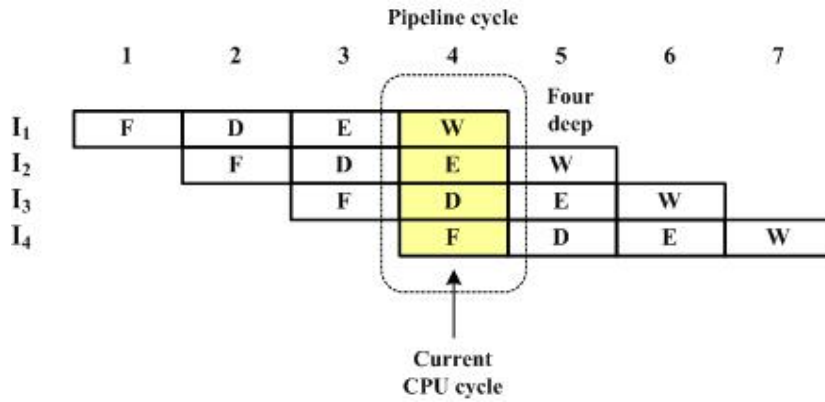 Pipeline cycle
1 2 3 4 5 6 7
Four
deep
I₁ F D E W
I₂ F D E W
I₃ F D E W
I₄ F D E W
Current
CPU cycle